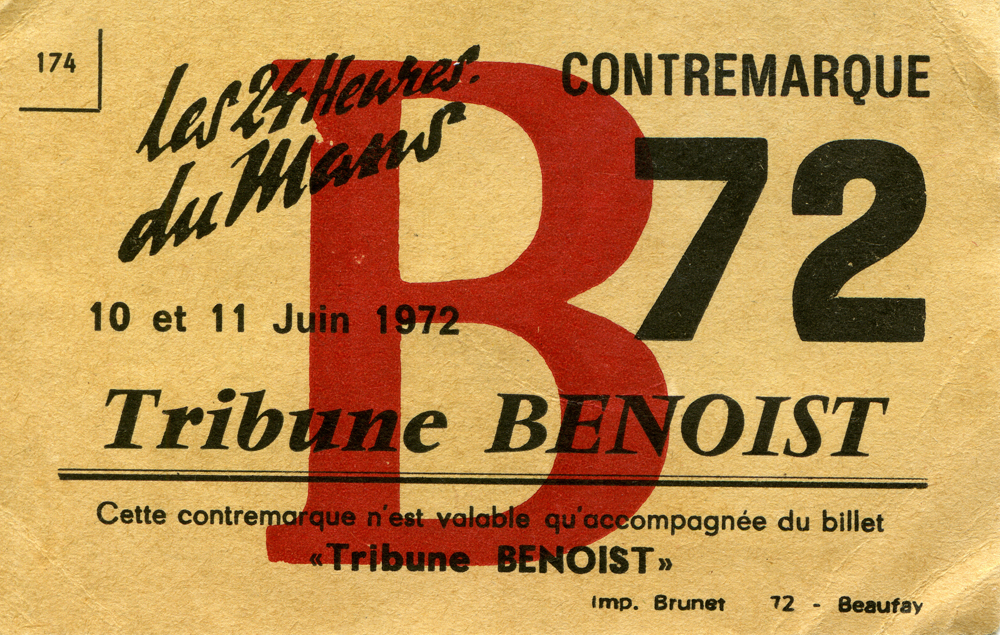 174
Les 24 Heures.
du Mans
CONTREMARQUE
B
72
10 et 11 Juin 1972
Tribune BENOIST
Cette contremarque n'est valable qu'accompagnée du billet
«Tribune BENOIST»
Imp. Brunet 72 - Beaufay